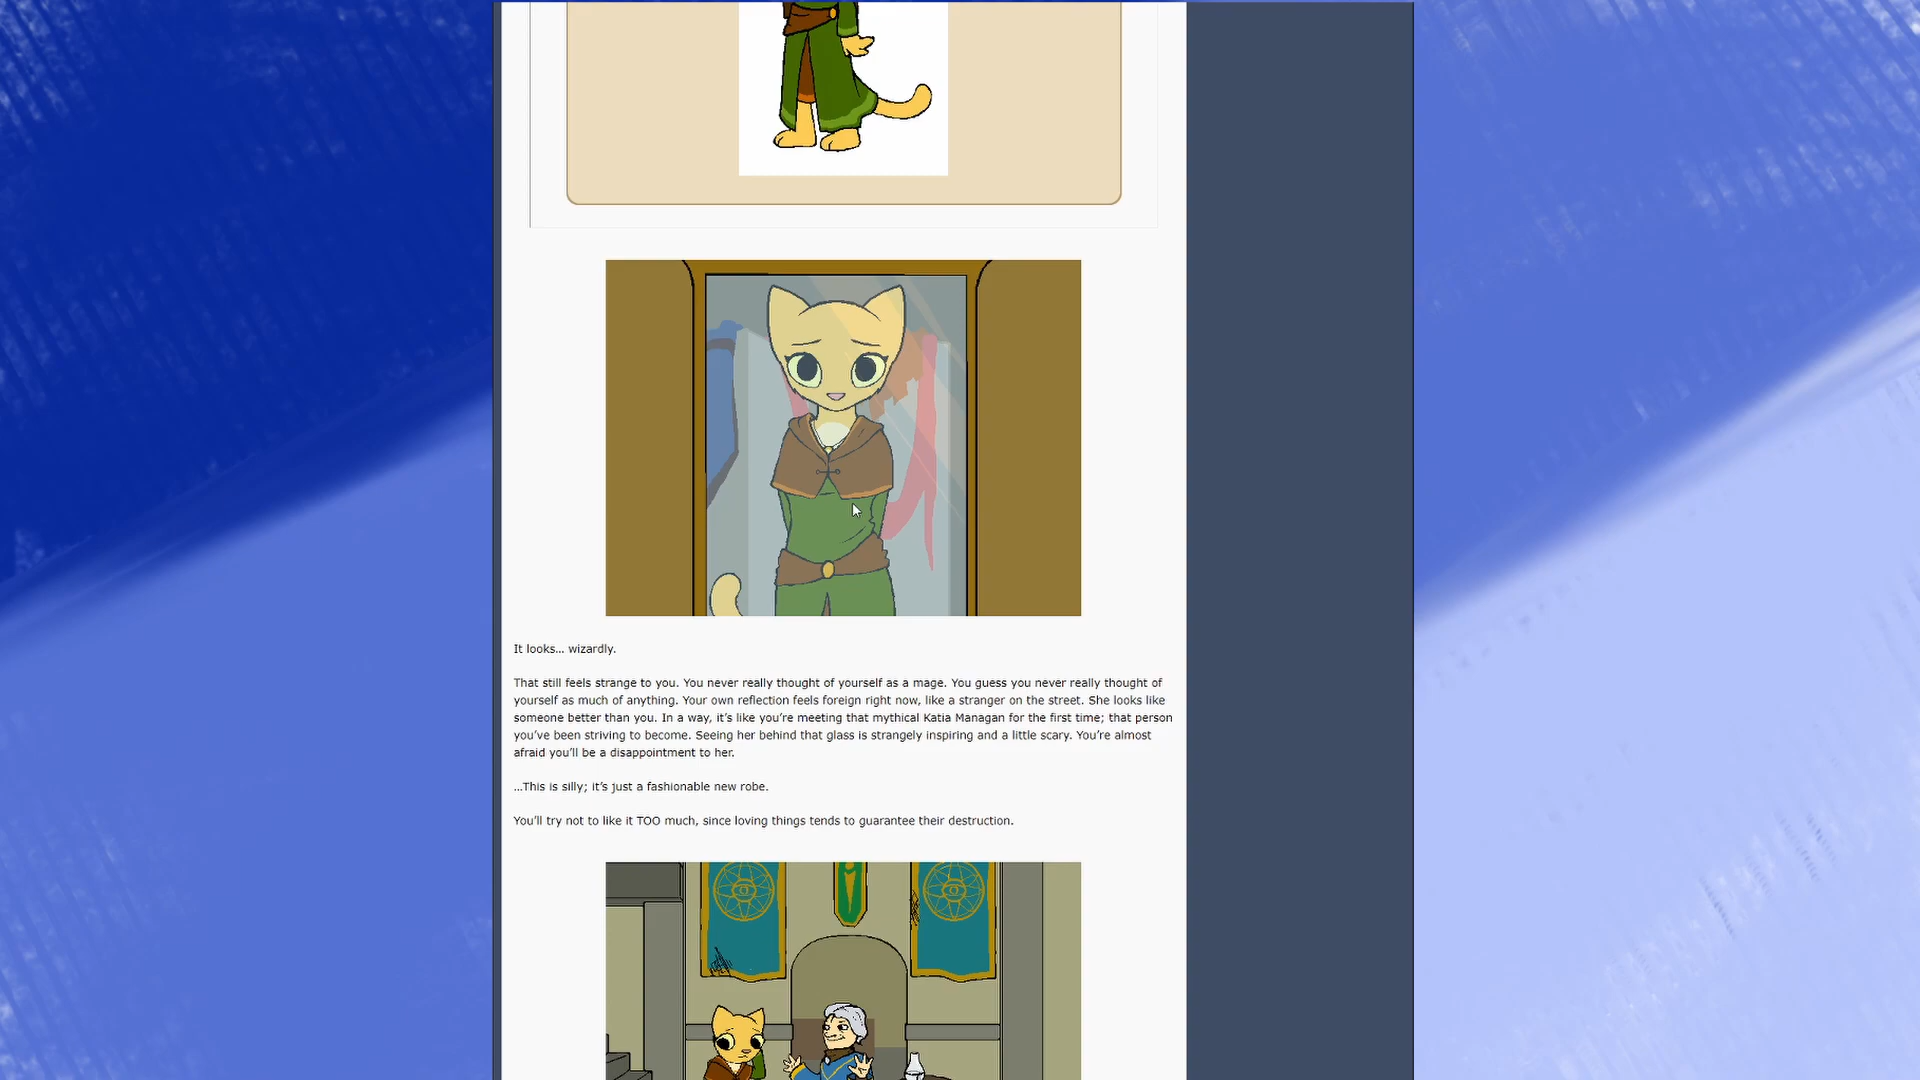 It looks... wizardly.
That still feels strange to you. You never really thought of yourself as a mage. You guess you never really thought of
yourself as much of anything. Your own reflection feels foreign right now, like a stranger on the street. She looks like
someone better than you. In a way, it’s like you’re meeting that mythical Katia Managan for the first time; that person
you’ve been striving to become. Seeing her behind that glass is strangely inspiring and a little scary. You’re almost
afraid you’ll be a disappointment to her.
...This is silly; it’s just a fashionable new robe.
You’ll try not to like it TOO much, since loving things tends to guarantee their destruction.